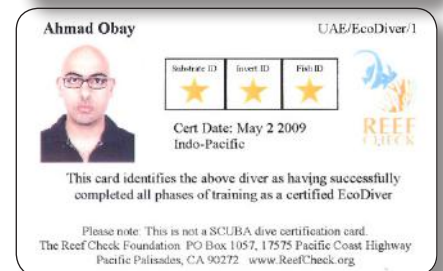 Ahmad Obay
UAE/EcoDiver/1
Substrate ID
Invert ID
Fish ID
Cert Date: May 2 2009
Indo-Pacific
REEF
CHECK
This card identifies the above diver as having successfully
completed all phases of training as a certified EcoDiver
Please note: This is not a SCUBA dive certification card.
The Reef Check Foundation PO Box 1057, 17575 Pacific Coast Highway
Pacific Palisades, CA 90272 www.ReefCheck.org